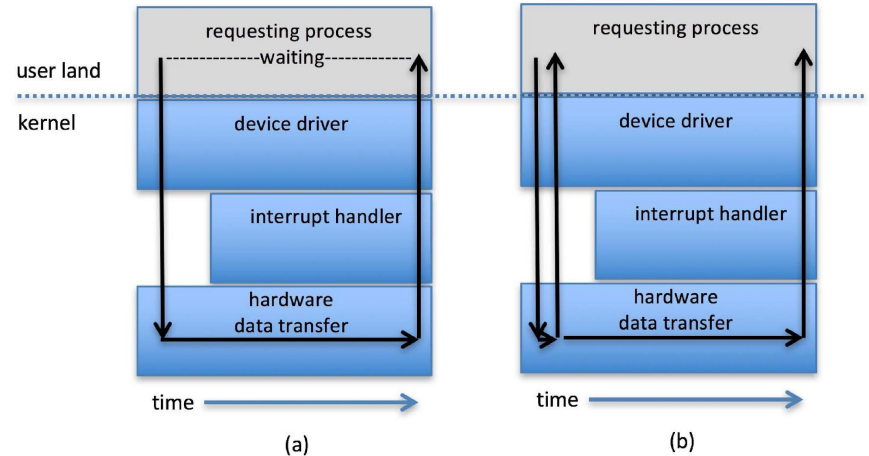 requesting process
waiting
user land
kernel
device driver
interrupt handler
hardware
data transfer
time
(a)
requesting process
device driver
interrupt handler
hardware
data transfer
time
(b)